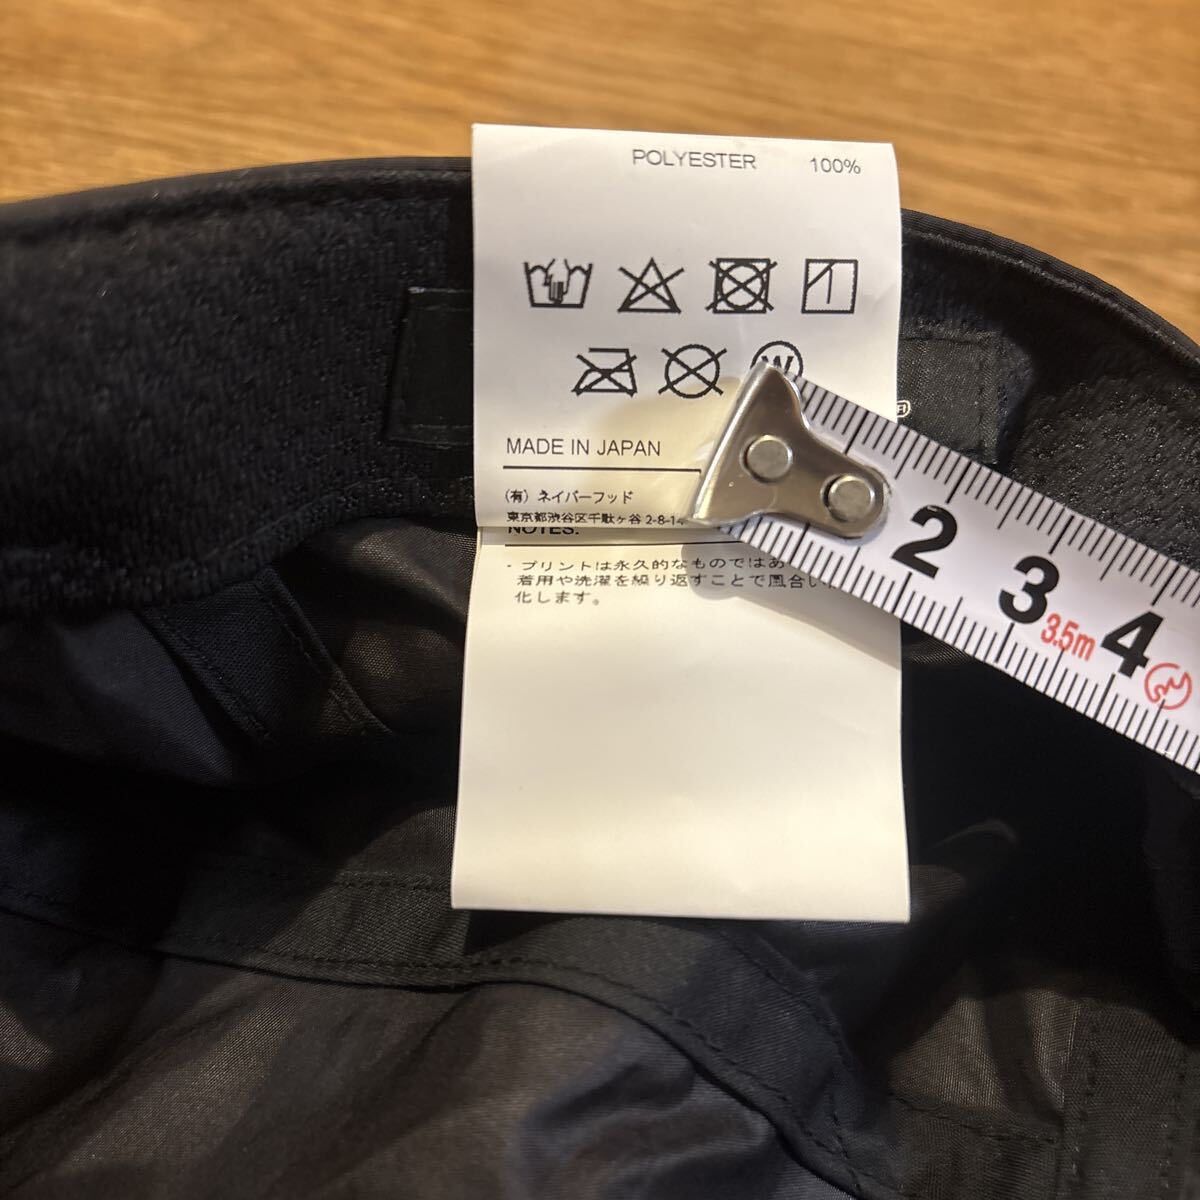 POLYESTER 100%
W
MADE IN JAPAN
(有) ネイバーフッド
東京都渋谷区千駄ヶ谷 2-8-14
NOTES:
・プリントは永久的なものではあ
着用や洗濯を繰り返すことで風合い
化します。
2 3 4
3.5m